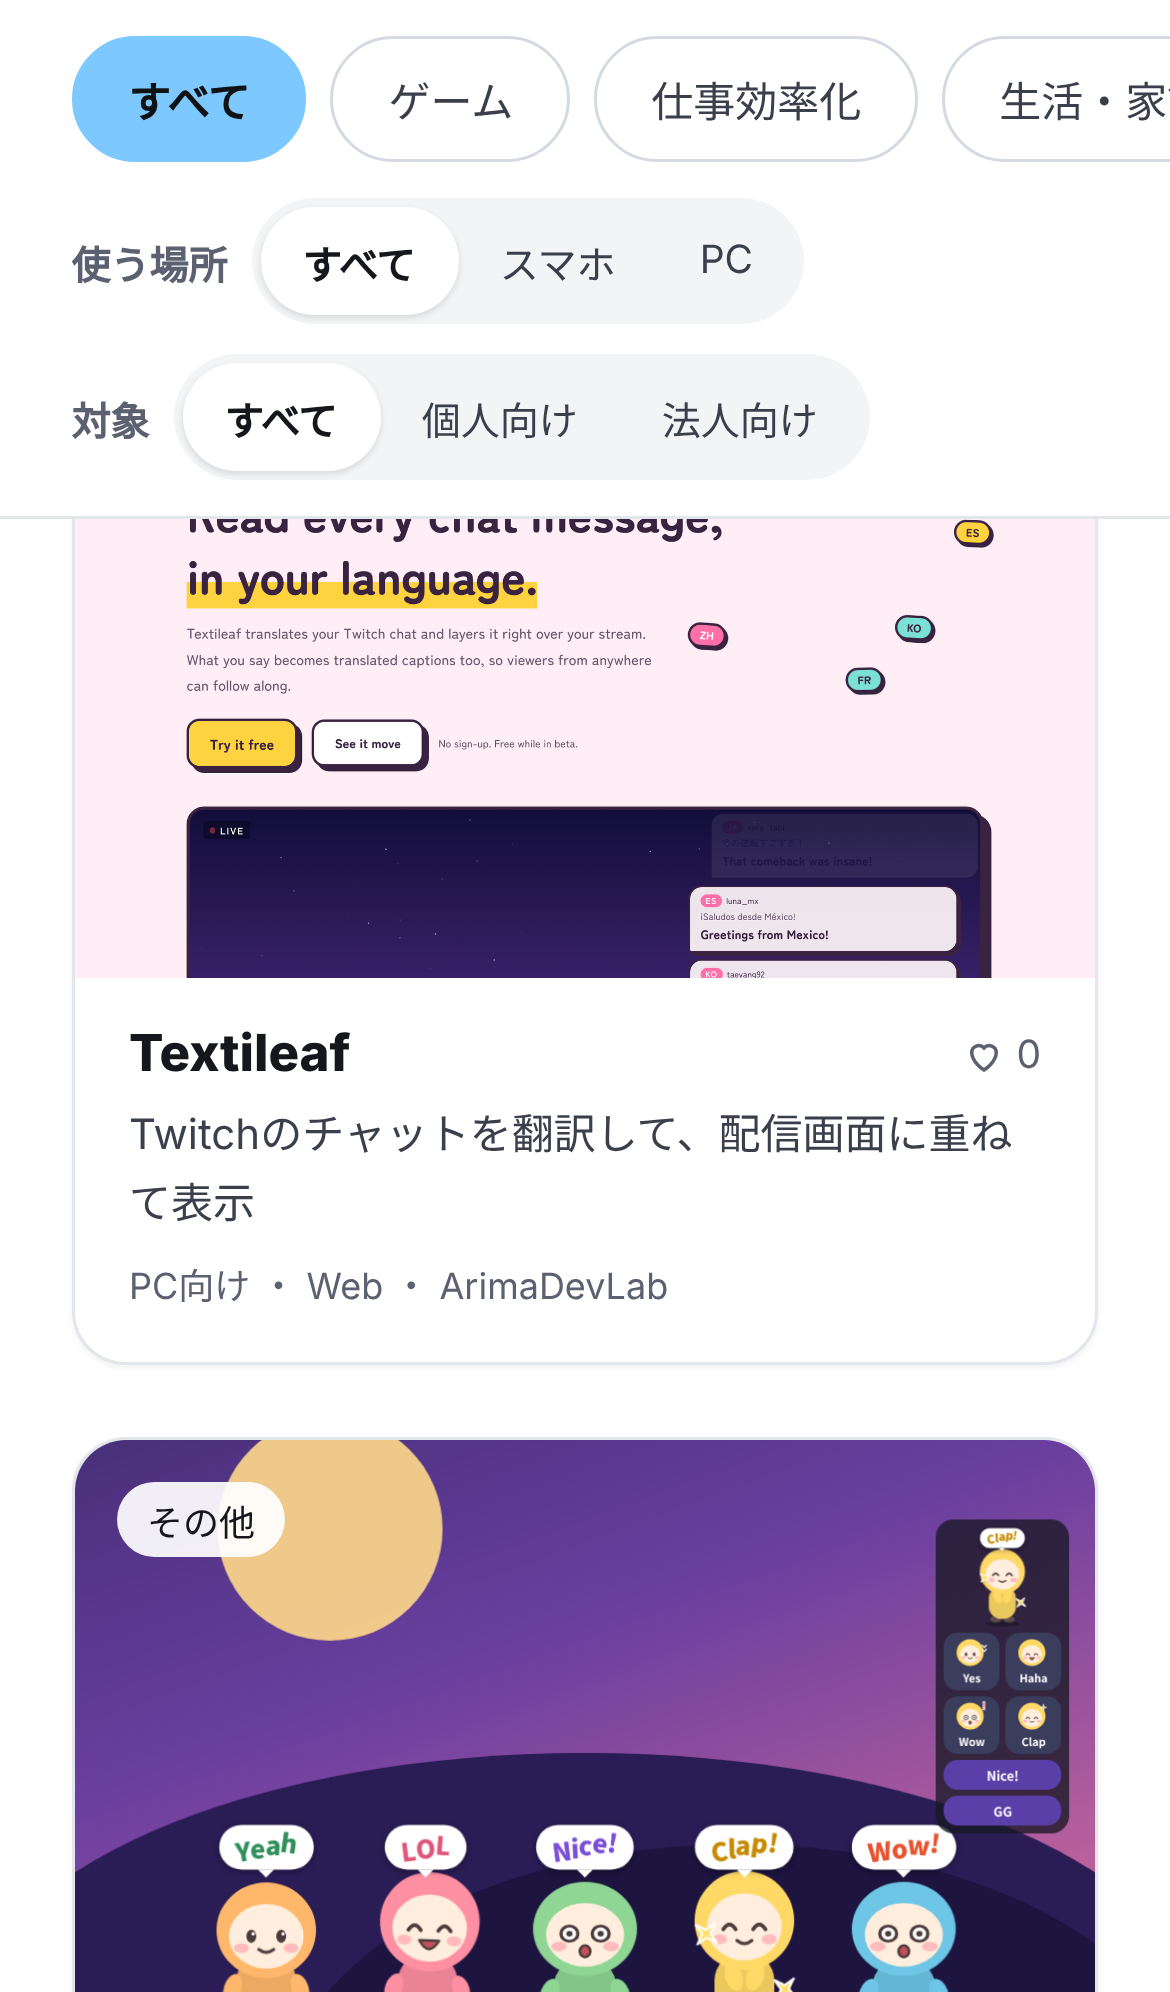 すべて
ゲーム
仕事効率化
生活・家
使う場所
すべて
スマホ
PC
対象
すべて
個人向け
法人向け
Read every chat message,
in your language.
ES
ZH
KO
FR
Textileaf translates your Twitch chat and layers it right over your stream.
What you say becomes translated captions too, so viewers from anywhere
can follow along.
Try it free
See it move
No sign-up. Free while in beta.
LIVE
That comeback was insane!
ES luna_mx
¡Saludos desde México!
Greetings from Mexico!
KO taeyang92
Textileaf
0
Twitchのチャットを翻訳して、配信画面に重ね
て表示
PC向け ・ Web ・ ArimaDevLab
その他
Clap!
Yes
Haha
Wow
Clap
Nice!
GG
Yeah
LOL
Nice!
Clap!
Wow!